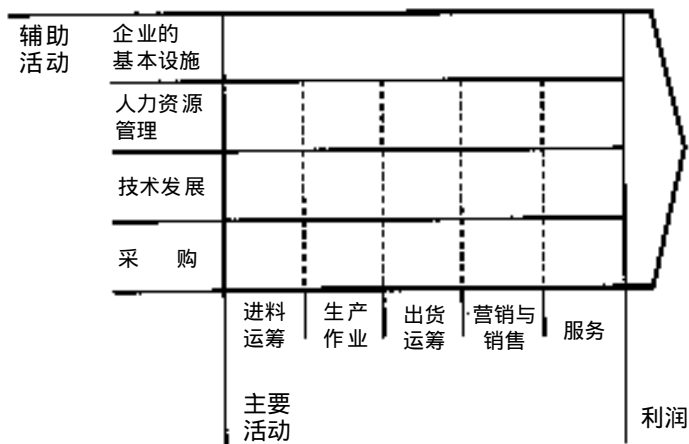 辅助
活动
企业的
基本设施
人力资源
管理
技术发展
采 购
进料
运筹
生产
作业
出货
运筹
营销与
销售
服务
主要
活动
利润